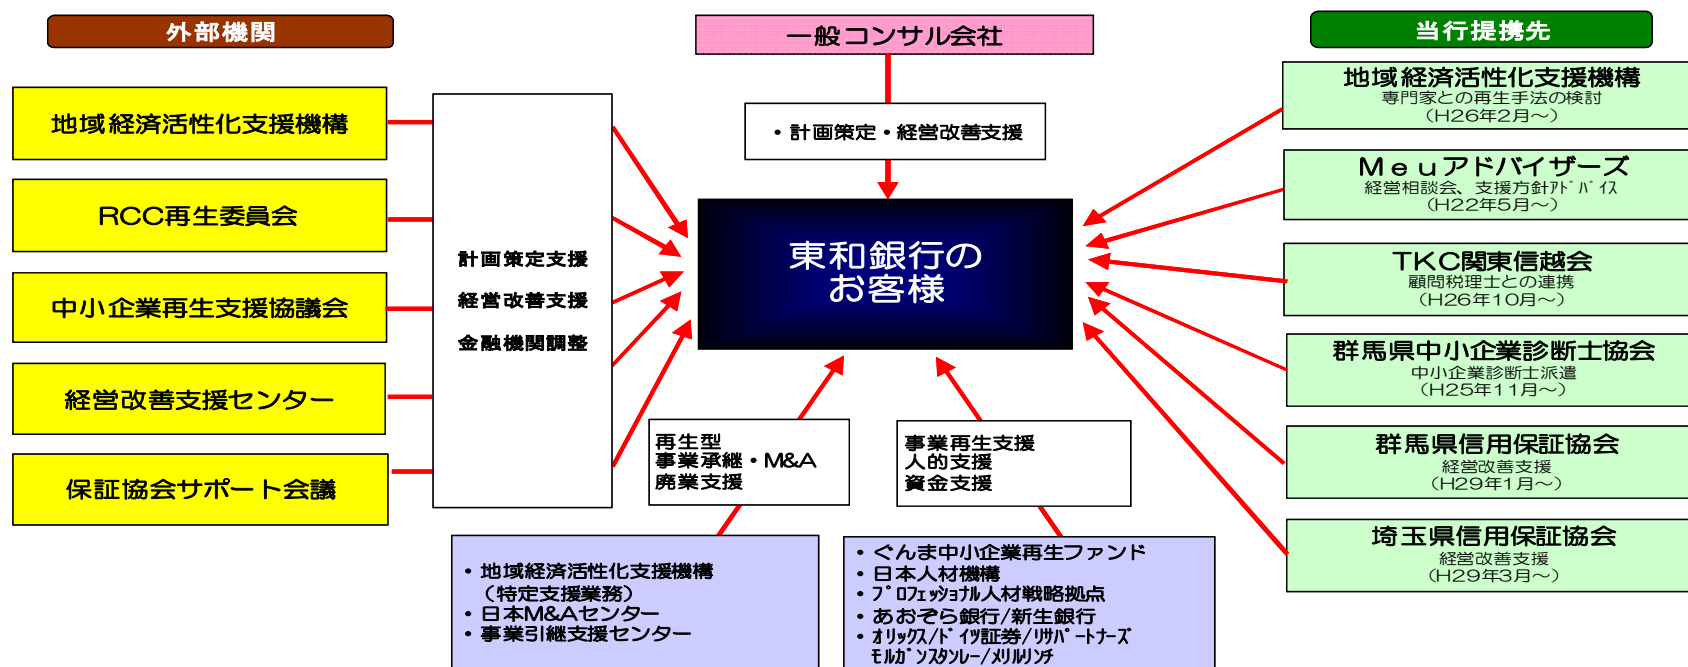 外部機関
地域経済活性化支援機構
RCC再生委員会
中小企業再生支援協議会
経営改善支援センター
保証協会サポート会議
計画策定支援
経営改善支援
金融機関調整
一般コンサル会社
・計画策定・経営改善支援
東和銀行の
お客様
再生型
事業承継・M&A
廃業支援
事業再生支援
人的支援
資金支援
・地域経済活性化支援機構
（特定支援業務）
・日本M&Aセンター
・事業引継支援センター
・ぐんま中小企業再生ファンド
・日本人材機構
・ﾌﾟﾛﾌｪｯｼｮﾅﾙ人材戦略拠点
・あおぞら銀行/新生銀行
・ｵﾘｯｸｽ/ﾄﾞｲﾂ証券/ﾘｻﾊﾟｰﾄﾅｰｽﾞ
ﾓﾙｶﾞﾝｽﾀﾝﾚｰ/ﾒﾘﾙﾘﾝﾁ
当行提携先
地域経済活性化支援機構
専門家との再生手法の検討
（H26年2月～）
Ｍｅｕアドバイザーズ
経営相談会、支援方針ｱﾄﾞﾊﾞｲｽ
（H22年5月～）
TKC関東信越会
顧問税理士との連携
（H26年10月～）
群馬県中小企業診断士協会
中小企業診断士派遣
（H25年11月～）
群馬県信用保証協会
経営改善支援
（H29年1月～）
埼玉県信用保証協会
経営改善支援
（H29年3月～）